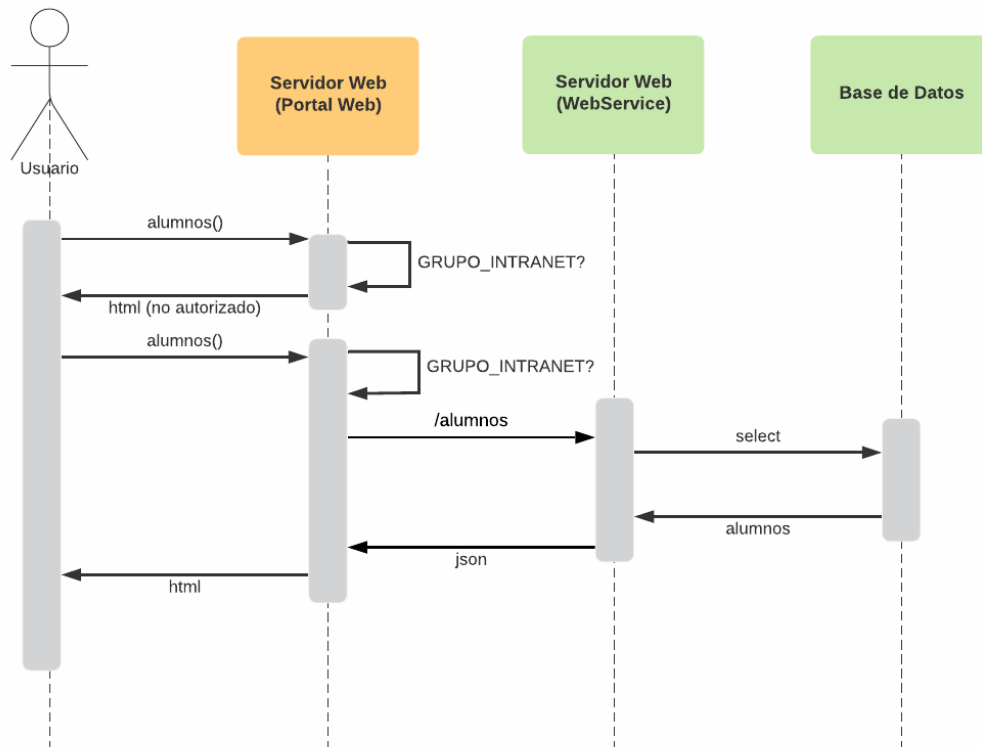 Usuario
Servidor Web
(Portal Web)
Servidor Web
(WebService)
Base de Datos
alumnos()
GRUPO_INTRANET?
html (no autorizado)
alumnos()
GRUPO_INTRANET?
/alumnos
select
alumnos
json
html